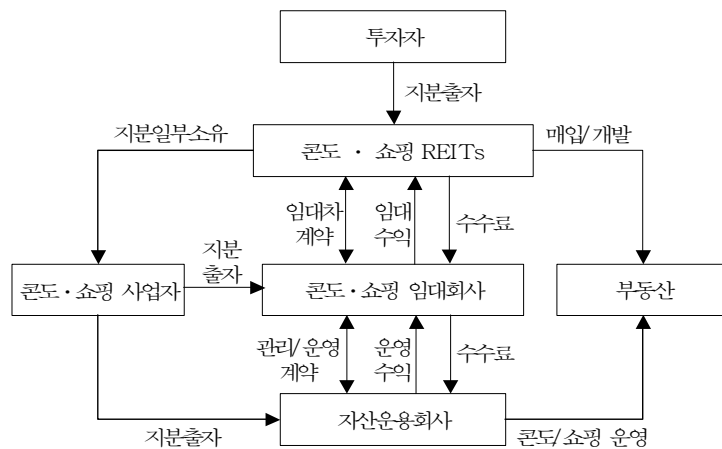 투자자
지분출자
지분일부소유
콘도 · 쇼핑 REITs
매입/개발
임대차
계약
임대
수익
수수료
지분
출자
콘도·쇼핑 사업자
콘도·쇼핑 임대회사
부동산
관리/운영
계약
운영
수익
수수료
지분출자
자산운용회사
콘도/쇼핑 운영